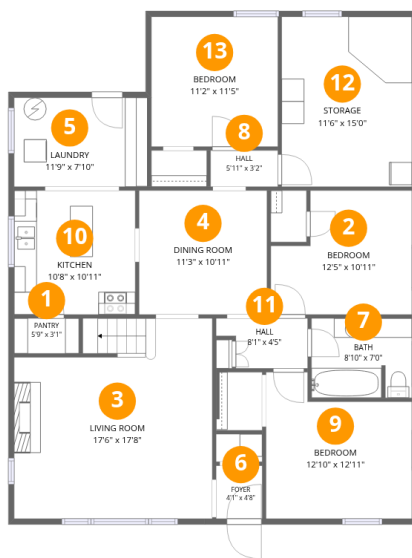 13
BEDROOM
11'2" x 11'5"
12
STORAGE
11'6" x 15'0"
5
LAUNDRY
11'9" x 7'10"
8
HALL
5'11" x 3'2"
4
DINING ROOM
11'3" x 10'11"
2
BEDROOM
12'5" x 10'11"
10
KITCHEN
10'8" x 10'11"
1
PANTRY
5'9" x 3'1"
11
HALL
8'1" x 4'5"
7
BATH
8'10" x 7'0"
3
LIVING ROOM
17'6" x 17'8"
9
BEDROOM
12'10" x 12'11"
6
FOYER
4'1" x 4'8"